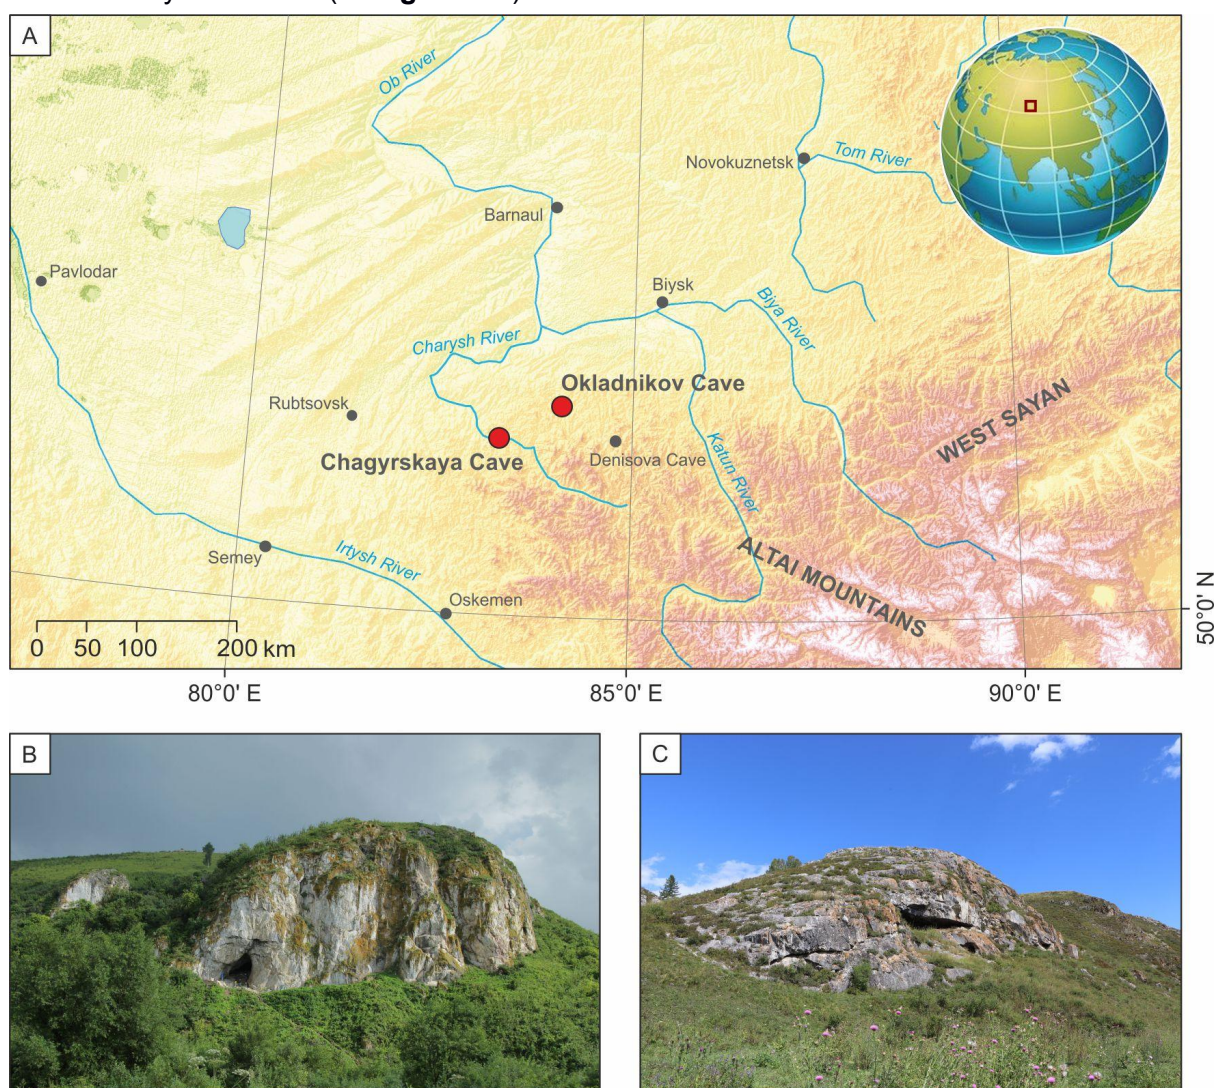 A
Ob River
Novokuznetsk
Tom River
Barnaul
Pavlodar
Biysk
Biya River
Charysh River
Okladnikov Cave
Rubtsovsk
WEST SAYAN
Chagyrskaya Cave
Denisova Cave
Katun River
Semey
Irtysh River
ALTAI MOUNTAINS
Oskemen
50°0' N
0 50 100 200 km
80°0' E 85°0' E 90°0' E
B
C